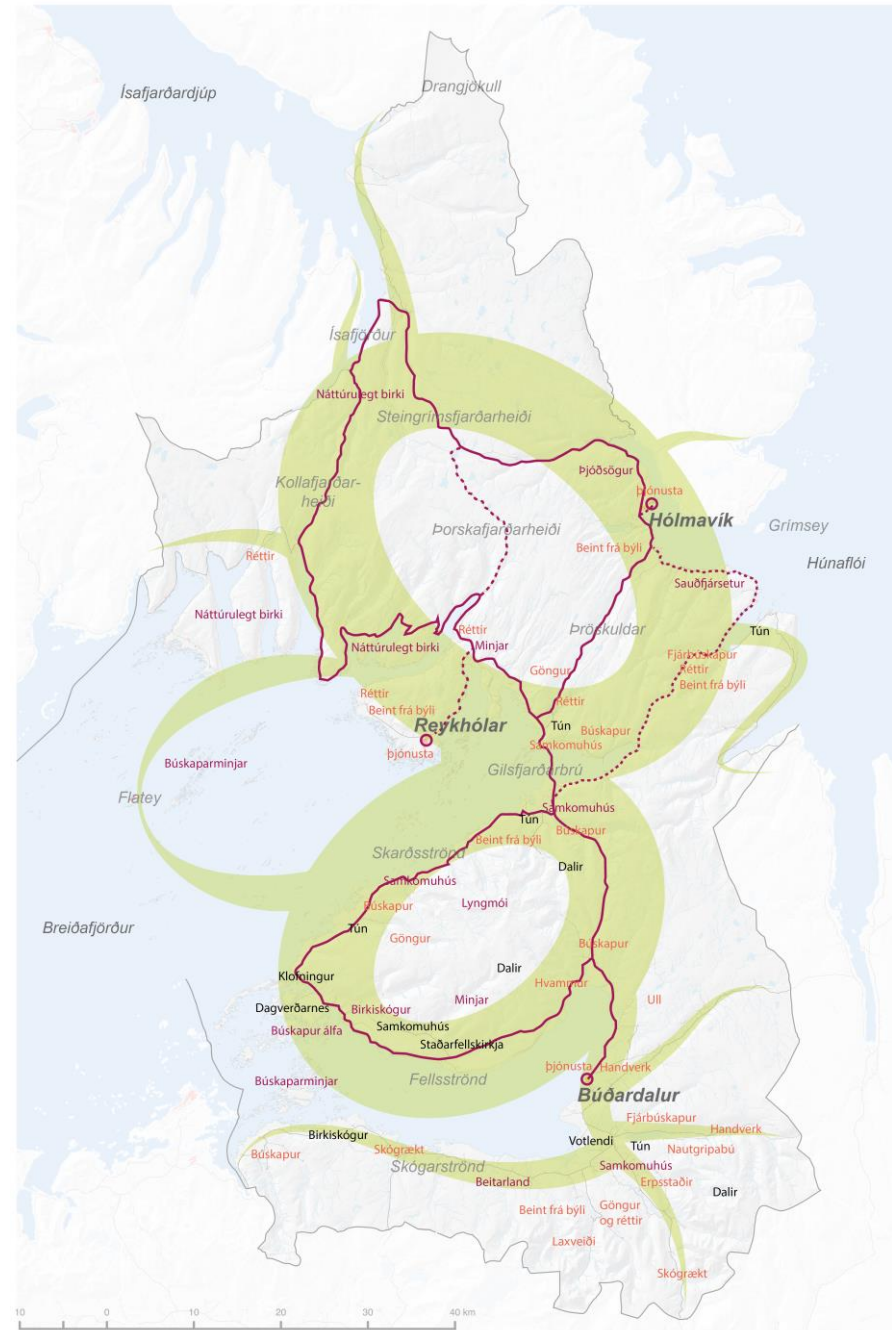 Drangjökull
Ísafjarðardjúp
Ísafjörður
Náttúrulegt birki
Steingrímsfjarðarheiði
Þjóðsögur
Kollafjarðar-
heiði
þjónusta
Hólmavík
Þorskafjarðarheiði
Grímsey
Beint frá býli
Réttir
Húnaflói
Sauðfjársetur
Náttúrulegt birki
Réttir
Þröskuldar
Tún
Náttúrulegt birki
Minjar
Fjárbúskapur
Réttir
Göngur
Beint frá býli
Réttir
Réttir
Beint frá býli
Reykhólar
Tún
Búskapur
Samkomuhús
þjónusta
Búskaparminjar
Gilsfjarðarbrú
Flatey
Samkomuhús
Tún
Búskapur
Beint frá býli
Skarðsströnd
Dalir
Samkomuhús
Búskapur
Lyngmói
Tún
Breiðafjörður
Göngur
Búskapur
Dalir
Klofningur
Hvammur
Minjar
Ull
Dagverðarnes
Birkiskógur
Búskapur álfa
Samkomuhús
Staðarfellskirkja
þjónusta
Handverk
Búskaparminjar
Fellsströnd
Búðardalur
Fjárbúskapur
Handverk
Birkiskógur
Votlendi
Tún
Nautgripabú
Búskapur
Skógrækt
Skógarströnd
Samkomuhús
Beitarland
Erpsstaðir
Dalir
Beint frá býli
Göngur
og réttir
Laxveiði
Skógrækt
10 0 10 20 30 40 km